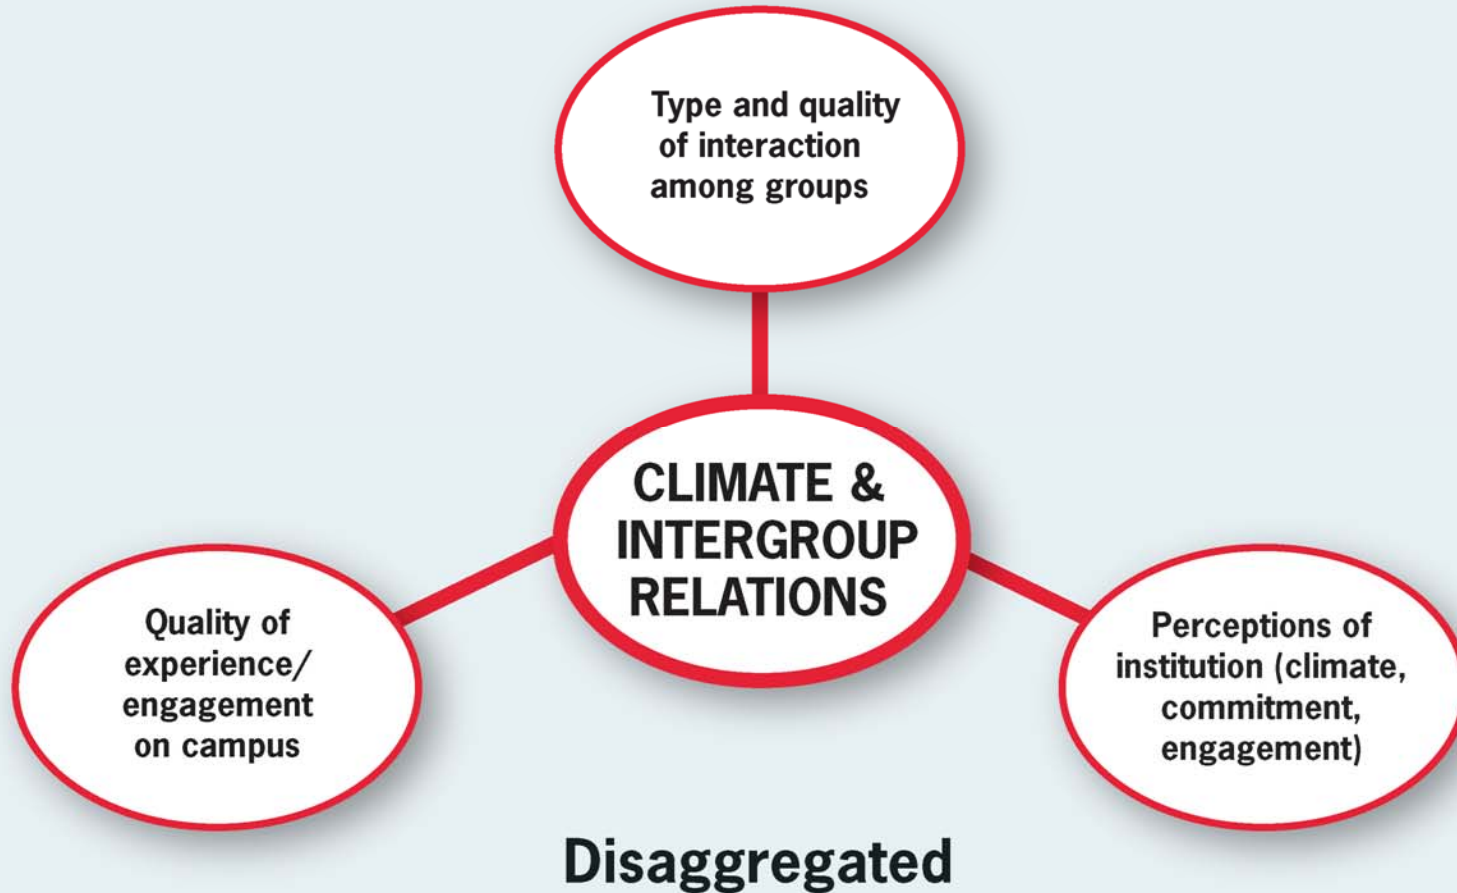 Type and quality
of interaction
among groups
CLIMATE &
INTERGROUP
RELATIONS
Quality of
experience/
engagement
on campus
Perceptions of
institution (climate,
commitment,
engagement)
Disaggregated